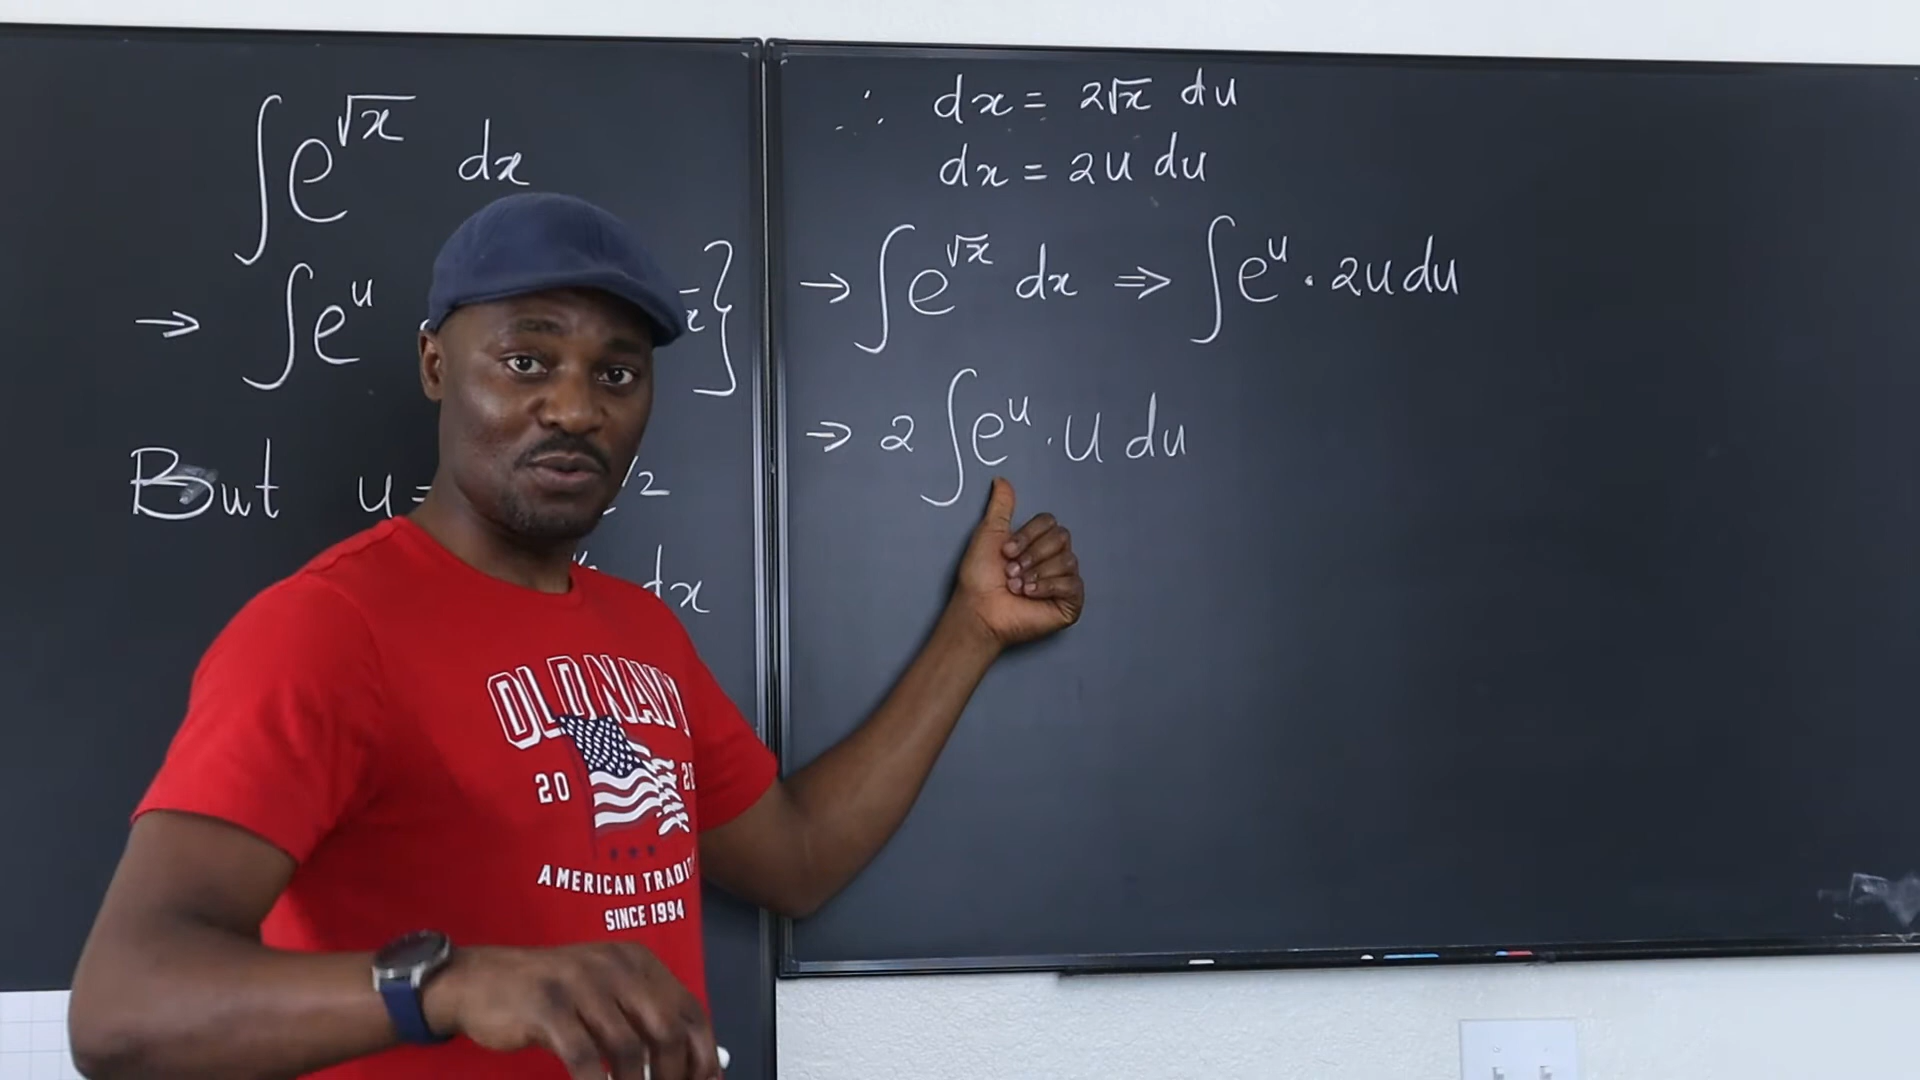 ∫e^√x dx
→ ∫e^u
But u =
dx
∴ dx = 2√x du
dx = 2u du
→ ∫e^√x dx ⇒ ∫e^u · 2u du
⇒ 2 ∫e^u · u du
OLD NAVY
20
AMERICAN
SINCE 1994